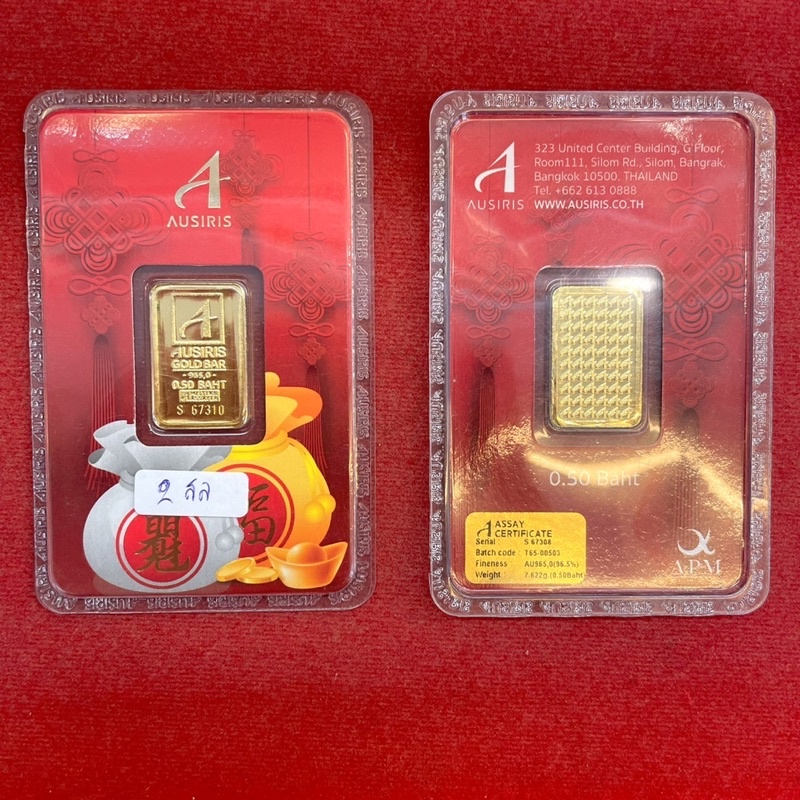 AUSIRIS
AUSIRIS
GOLD BAR
- 965,0 -
0.50 BAHT
S 67310
2 สล
福
AUSIRIS
323 United Center Building, G Floor,
Room111, Silom Rd., Silom, Bangrak,
Bangkok 10500. THAILAND
Tel. +662 613 0888
WWW.AUSIRIS.CO.TH
0.50 Baht
ASSAY
CERTIFICATE
Serial S 67308
Batch code : T65-00503
Fineness AU965,0(96.5%)
Weight 7.622g.(0.50Baht
A.P.M